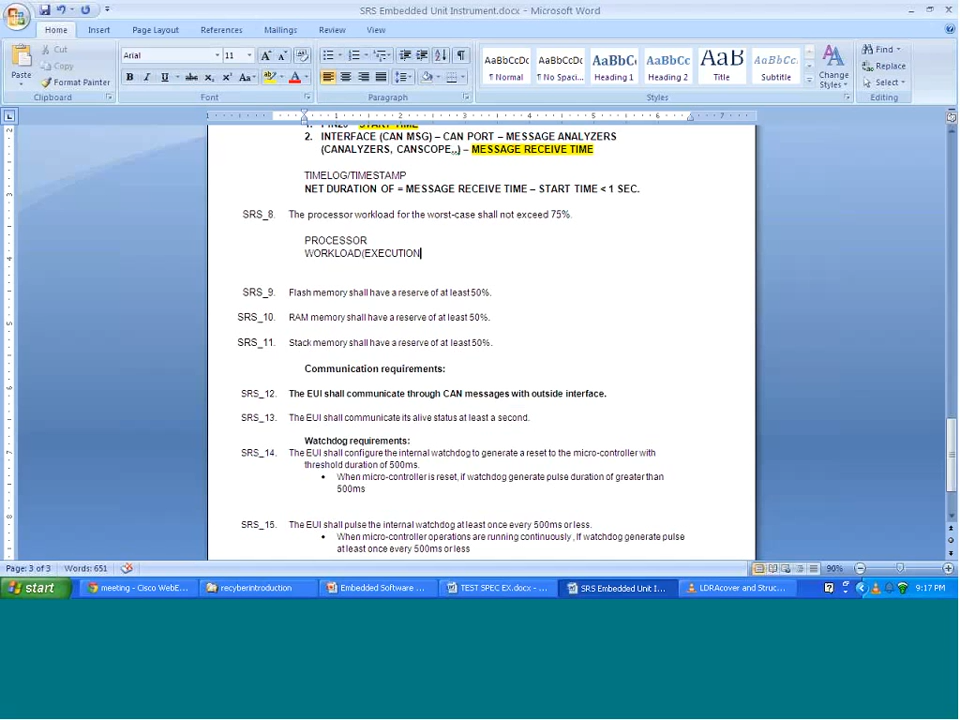 SRS Embedded Unit Instrument.docx - Microsoft Word
Home Insert Page Layout References Mailings Review View
Cut
Copy
Format Painter
Paste
Clipboard
Arial 11
Font
Paragraph
AaBbCcDc AaBbCcDc AaBbC AaBbCc AaB AaBbCc.
¶ Normal ¶ No Spaci... Heading 1 Heading 2 Title Subtitle
Change Styles
Styles
Find
Replace
Select
Editing
1. PIN20 - START TIME
2. INTERFACE (CAN MSG) – CAN PORT – MESSAGE ANALYZERS
(CANALYZERS, CANSCOPE,,) – MESSAGE RECEIVE TIME
TIMELOG/TIMESTAMP
NET DURATION OF = MESSAGE RECEIVE TIME – START TIME < 1 SEC.
SRS_8. The processor workload for the worst-case shall not exceed 75%.
PROCESSOR
WORKLOAD(EXECUTION
SRS_9. Flash memory shall have a reserve of at least 50%.
SRS_10. RAM memory shall have a reserve of at least 50%.
SRS_11. Stack memory shall have a reserve of at least 50%.
Communication requirements:
SRS_12. The EUI shall communicate through CAN messages with outside interface.
SRS_13. The EUI shall communicate its alive status at least a second.
Watchdog requirements:
SRS_14. The EUI shall configure the internal watchdog to generate a reset to the micro-controller with
threshold duration of 500ms.
• When micro-controller is reset, if watchdog generate pulse duration of greater than
500ms
SRS_15. The EUI shall pulse the internal watchdog at least once every 500ms or less.
• When micro-controller operations are running continuously , If watchdog generate pulse
at least once every 500ms or less
Page: 3 of 3 Words: 651 90%
start meeting - Cisco WebE... recyberintroduction Embedded Software ... TEST SPEC EX.docx - ... SRS Embedded Unit I... LDRAcover and Struc... 9:17 PM